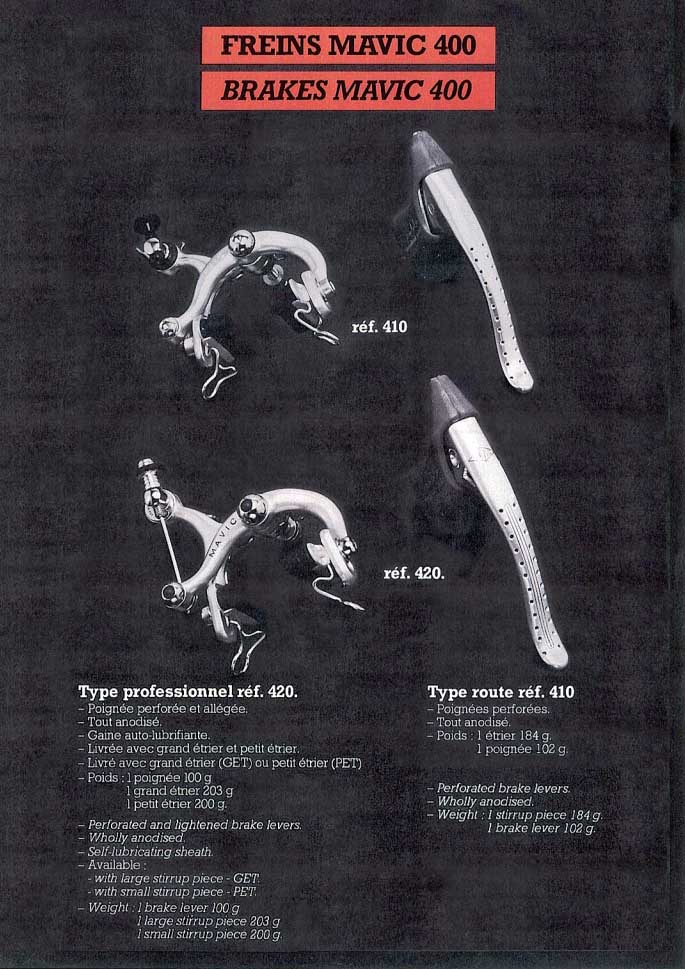 FREINS MAVIC 400
BRAKES MAVIC 400
réf. 410
MAVIC
réf. 420.
Type professionnel réf. 420.
– Poignée perforée et allégée.
– Tout anodisé.
– Gaine auto-lubrifiante.
– Livrée avec grand étrier et petit étrier.
– Livré avec grand étrier (GET) ou petit étrier (PET)
– Poids : 1 poignée 100 g
1 grand étrier 203 g
1 petit étrier 200 g.
– Perforated and lightened brake levers.
– Wholly anodised.
– Self-lubricating sheath.
– Available :
- with large stirrup piece - GET.
- with small stirrup piece - PET.
– Weight : 1 brake lever 100 g
1 large stirrup piece 203 g
1 small stirrup piece 200 g.
Type route réf. 410
– Poignées perforées.
– Tout anodisé.
– Poids : 1 étrier 184 g.
1 poignée 102 g.
– Perforated brake levers.
– Wholly anodised.
– Weight : 1 stirrup piece 184 g.
1 brake lever 102 g.